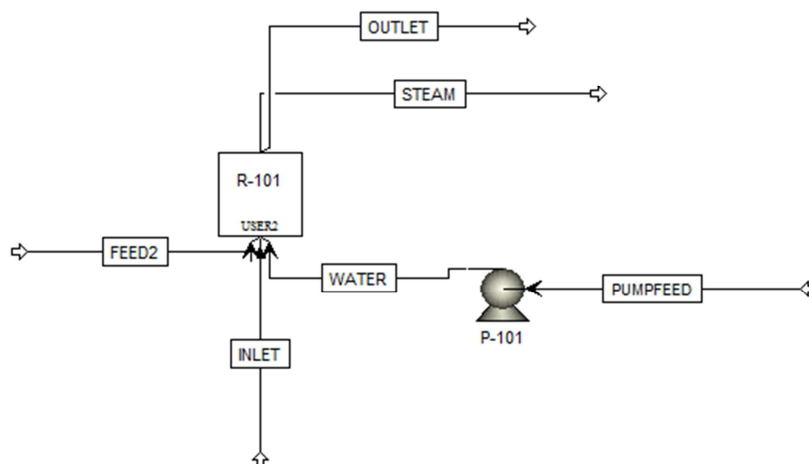 OUTLET
STEAM
R-101
USER2
FEED2
WATER
PUMPFEED
P-101
INLET